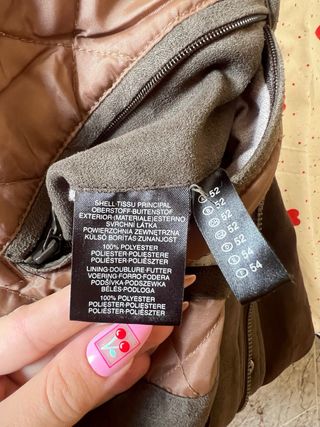 SHELL-TISSU PRINCIPAL
OBERSTOFF-BUITENSTOF
EXTERIOR-(MATERIALE) ESTERNO
SVRCHNÍ LÁTKA
POWIERZCHNIA ZEWNĘTRZNA
KÜLSŐ BORÍTÁS-ZUNANJOST
100% POLYESTER
POLIÉSTER-POLIESTERE
POLIÉSTER-POLIÉSZTER
LINING-DOUBLURE-FUTTER
VOERING-FORRO-FODERA
PODŠÍVKA-PODSZEWKA
BÉLÉS-PODLOGA
100% POLYESTER
POLIÉSTER-POLIESTERE
POLIÉSTER-POLIÉSZTER
52
52
52
52
52
54
54